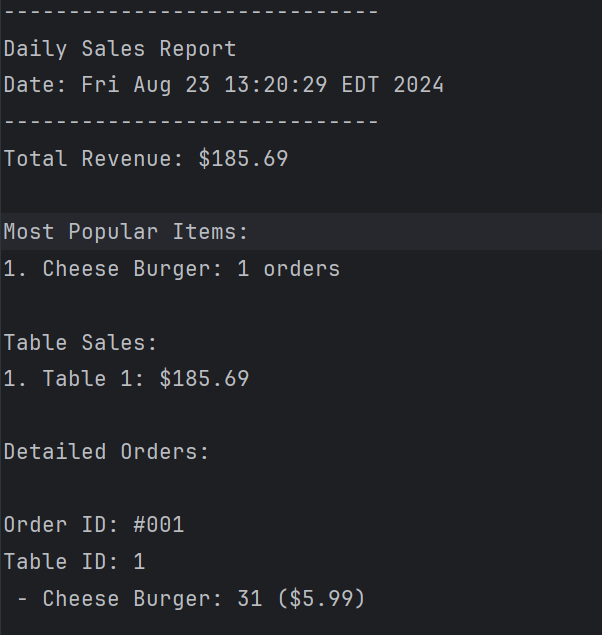 -----------------------------
Daily Sales Report
Date: Fri Aug 23 13:20:29 EDT 2024
-----------------------------
Total Revenue: $185.69
Most Popular Items:
1. Cheese Burger: 1 orders
Table Sales:
1. Table 1: $185.69
Detailed Orders:
Order ID: #001
Table ID: 1
 - Cheese Burger: 31 ($5.99)